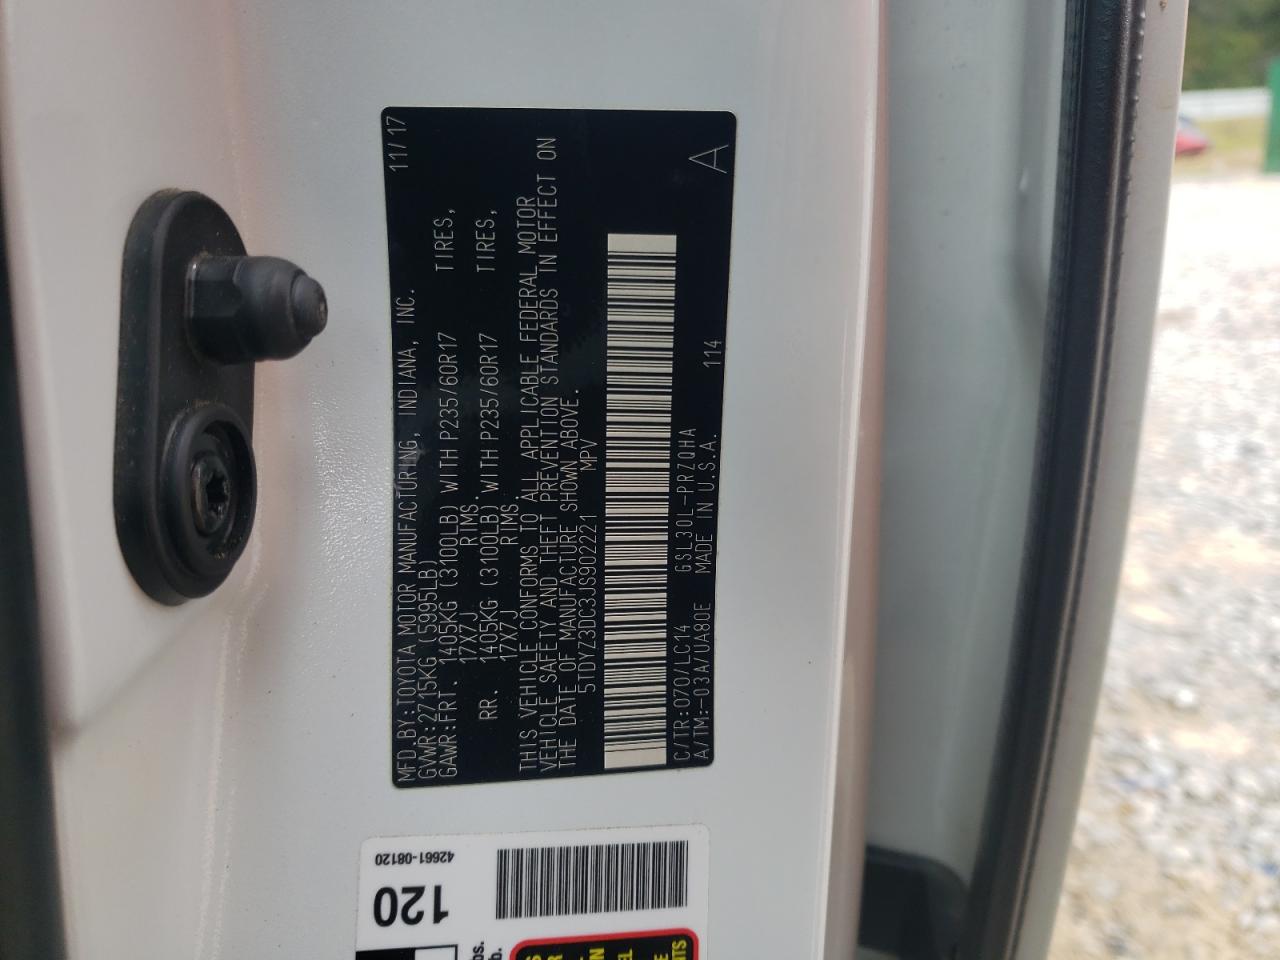 MFD.BY:TOYOTA MOTOR MANUFACTURING, INDIANA, INC. 11/17
GVWR:2715KG (5995LB)
GAWR:FRT. 1405KG (3100LB) WITH P235/60R17 TIRES,
17X7J RIMS.
RR. 1405KG (3100LB) WITH P235/60R17 TIRES,
17X7J RIMS.
THIS VEHICLE CONFORMS TO ALL APPLICABLE FEDERAL MOTOR
VEHICLE SAFETY AND THEFT PREVENTION STANDARDS IN EFFECT ON
THE DATE OF MANUFACTURE SHOWN ABOVE.
5TDYZ3DC3JS902221 MPV
C/TR:070/LC14 GSL30L-PRZQHA 114 A
A/TM:-03A/UA80E MADE IN U.S.A.
42661-08120
120